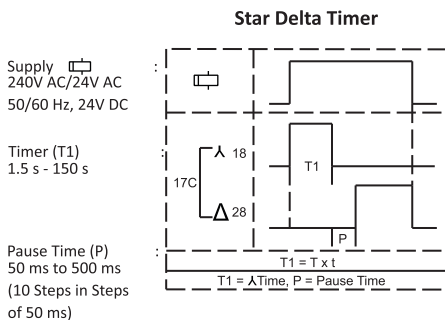 Star Delta Timer
Supply :
240V AC/24V AC
50/60 Hz, 24V DC
Timer (T1) :
1.5 s - 150 s
18
17C
28
T1
P
Pause Time (P) :
50 ms to 500 ms
(10 Steps in Steps
of 50 ms)
T1 = T x t
T1 = ⅄Time, P = Pause Time